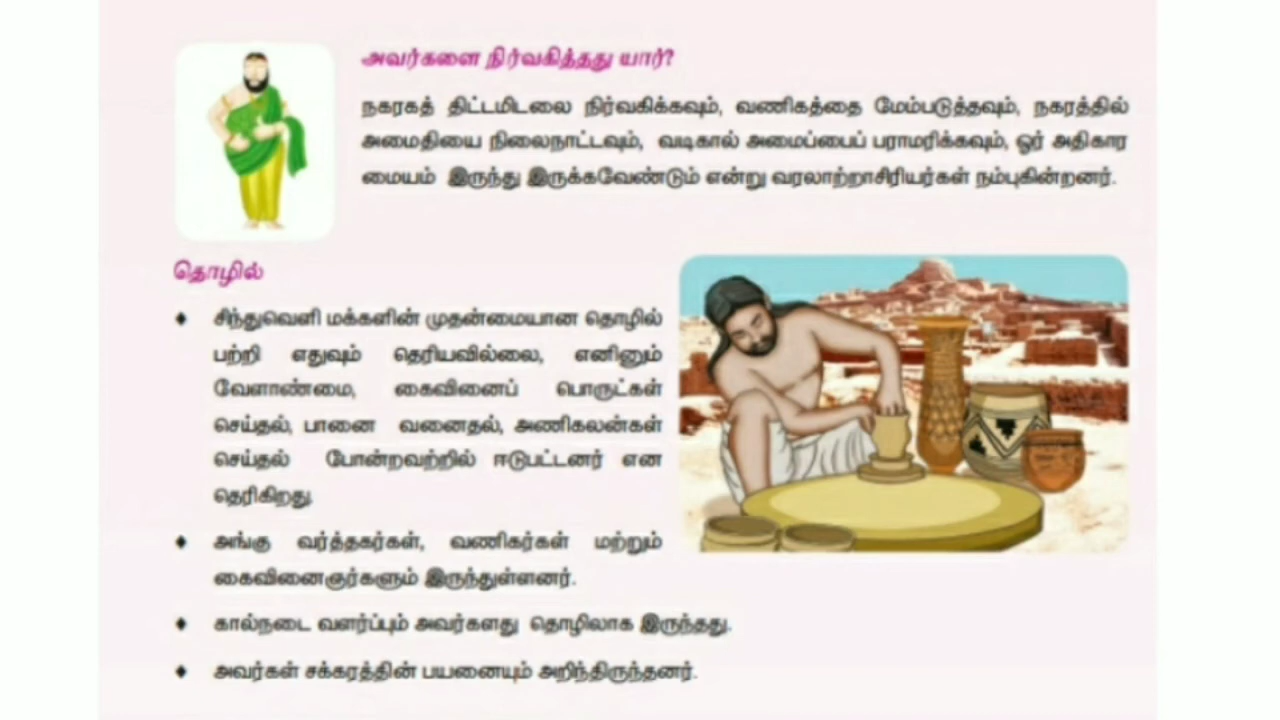 அவர்களை நிர்வகித்தது யார்?
நகரகத் திட்டமிடலை நிர்வகிக்கவும், வணிகத்தை மேம்படுத்தவும், நகரத்தில்
அமைதியை நிலைநாட்டவும், வடிகால் அமைப்பைப் பராமரிக்கவும், ஓர் அதிகார
மையம் இருந்து இருக்கவேண்டும் என்று வரலாற்றாசிரியர்கள் நம்புகின்றனர்.
தொழில்
♦ சிந்துவெளி மக்களின் முதன்மையான தொழில்
பற்றி எதுவும் தெரியவில்லை, எனினும்
வேளாண்மை, கைவினைப் பொருட்கள்
செய்தல், பானை வனைதல், அணிகலன்கள்
செய்தல் போன்றவற்றில் ஈடுபட்டனர் என
தெரிகிறது.
♦ அங்கு வர்த்தகர்கள், வணிகர்கள் மற்றும்
கைவினைஞர்களும் இருந்துள்ளனர்.
♦ கால்நடை வளர்ப்பும் அவர்களது தொழிலாக இருந்தது.
♦ அவர்கள் சக்கரத்தின் பயனையும் அறிந்திருந்தனர்.